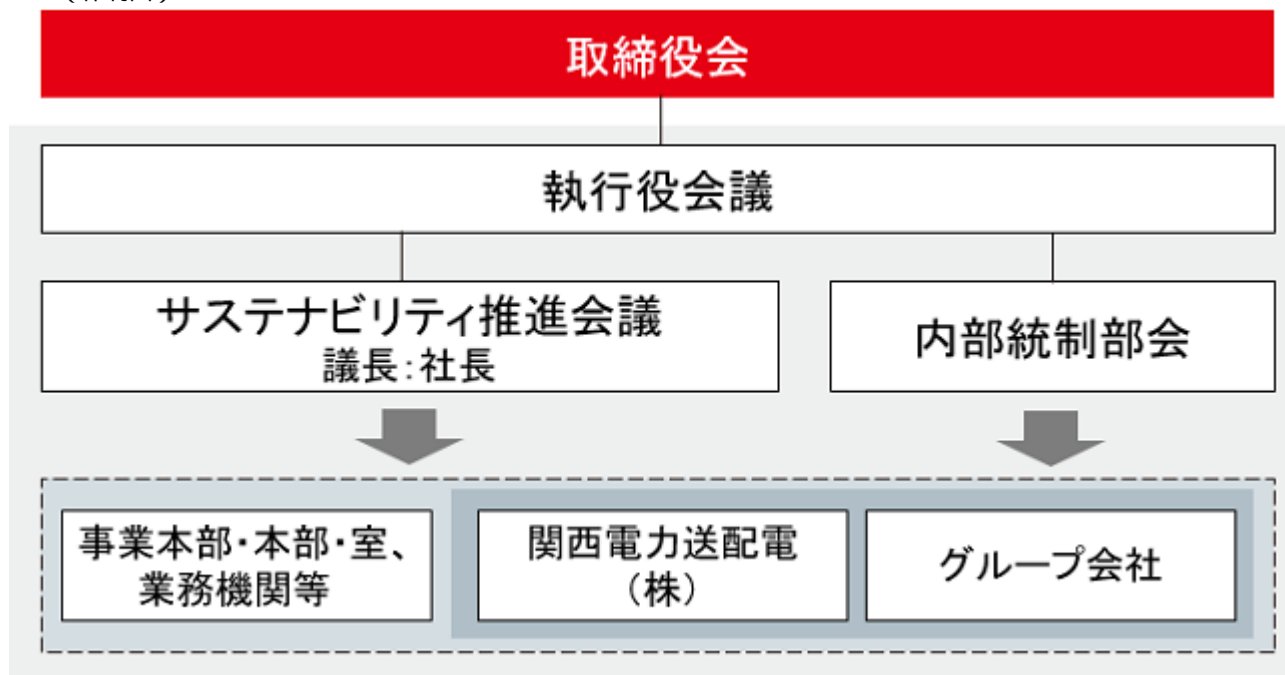 取締役会
執行役会議
サステナビリティ推進会議
議長：社長
内部統制部会
事業本部・本部・室、
業務機関等
関西電力送配電
（株）
グループ会社